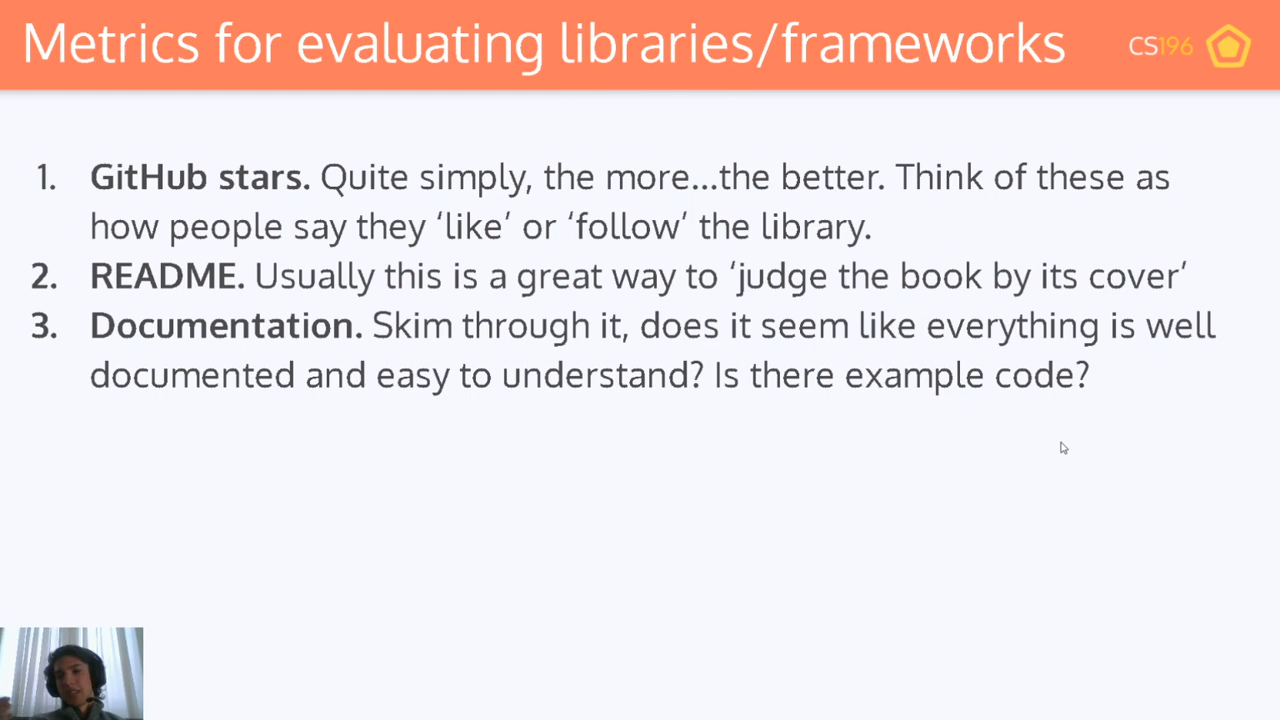 Metrics for evaluating libraries/frameworks
CS196
1. GitHub stars. Quite simply, the more...the better. Think of these as
how people say they ‘like’ or ‘follow’ the library.
2. README. Usually this is a great way to ‘judge the book by its cover’
3. Documentation. Skim through it, does it seem like everything is well
documented and easy to understand? Is there example code?